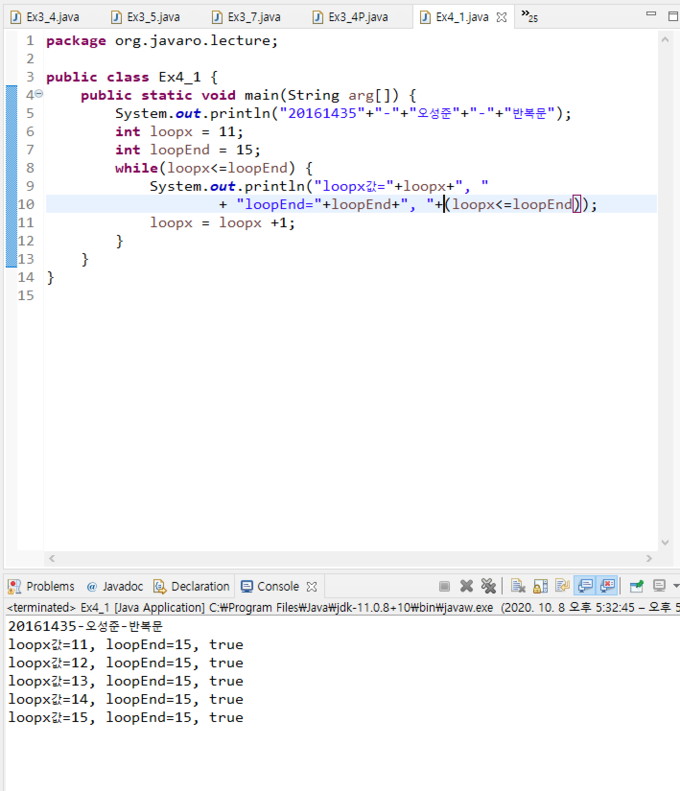 Ex3_4.java Ex3_5.java Ex3_7.java Ex3_4P.java Ex4_1.java »25
1 package org.javaro.lecture;
2
3 public class Ex4_1 {
4 public static void main(String arg[]) {
5 System.out.println("20161435"+"-"+"오성준"+"-"+"반복문");
6 int loopx = 11;
7 int loopEnd = 15;
8 while(loopx<=loopEnd) {
9 System.out.println("loopx값="+loopx+", "
10 + "loopEnd="+loopEnd+", "+(loopx<=loopEnd));
11 loopx = loopx +1;
12 }
13 }
14 }
15
Problems @ Javadoc Declaration Console
<terminated> Ex4_1 [Java Application] C:₩Program Files₩Java₩jdk-11.0.8+10₩bin₩javaw.exe (2020. 10. 8 오후 5:32:45 – 오후 5
20161435-오성준-반복문
loopx값=11, loopEnd=15, true
loopx값=12, loopEnd=15, true
loopx값=13, loopEnd=15, true
loopx값=14, loopEnd=15, true
loopx값=15, loopEnd=15, true